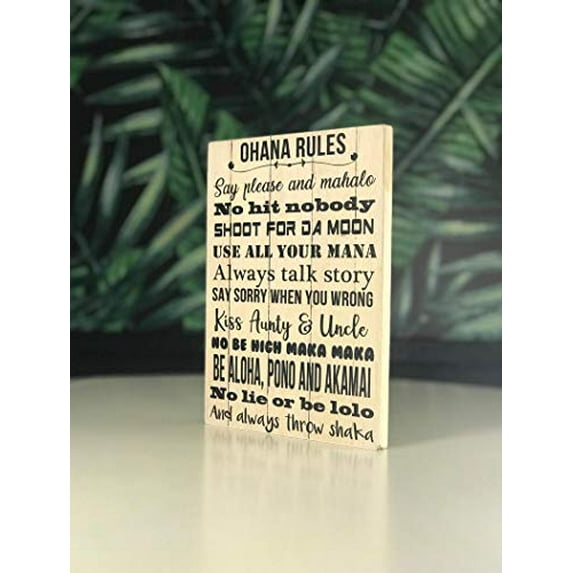 OHANA RULES
Say please and mahalo
No hit nobody
SHOOT FOR DA MOON
USE ALL YOUR MANA
Always talk story
SAY SORRY WHEN YOU WRONG
Kiss Aunty & Uncle
NO BE HIGH MAKA MAKA
BE ALOHA, PONO AND AKAMAI
No lie or be lolo
And always throw shaka